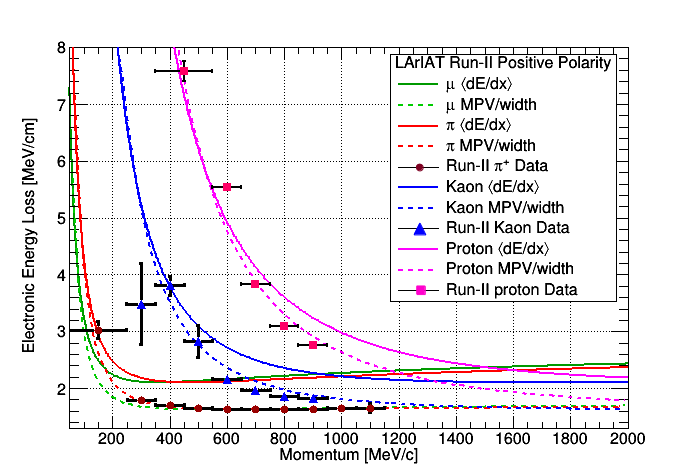 8
7
6
5
4
3
2
Electronic Energy Loss [MeV/cm]
LArIAT Run-II Positive Polarity
μ ⟨dE/dx⟩
μ MPV/width
π ⟨dE/dx⟩
π MPV/width
Run-II π⁺ Data
Kaon ⟨dE/dx⟩
Kaon MPV/width
Run-II Kaon Data
Proton ⟨dE/dx⟩
Proton MPV/width
Run-II proton Data
200 400 600 800 1000 1200 1400 1600 1800 2000
Momentum [MeV/c]